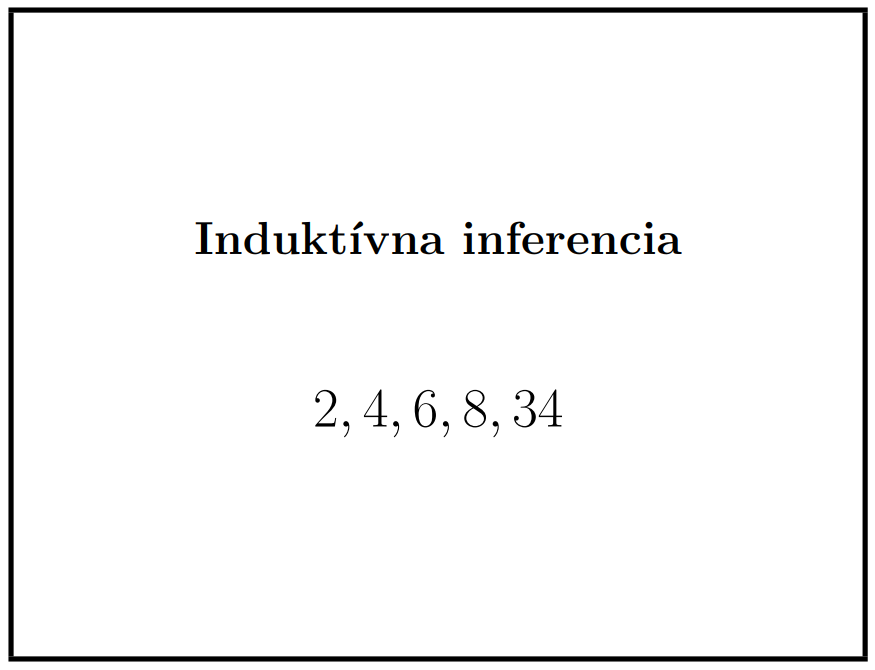 Induktívna inferencia
2, 4, 6, 8, 34